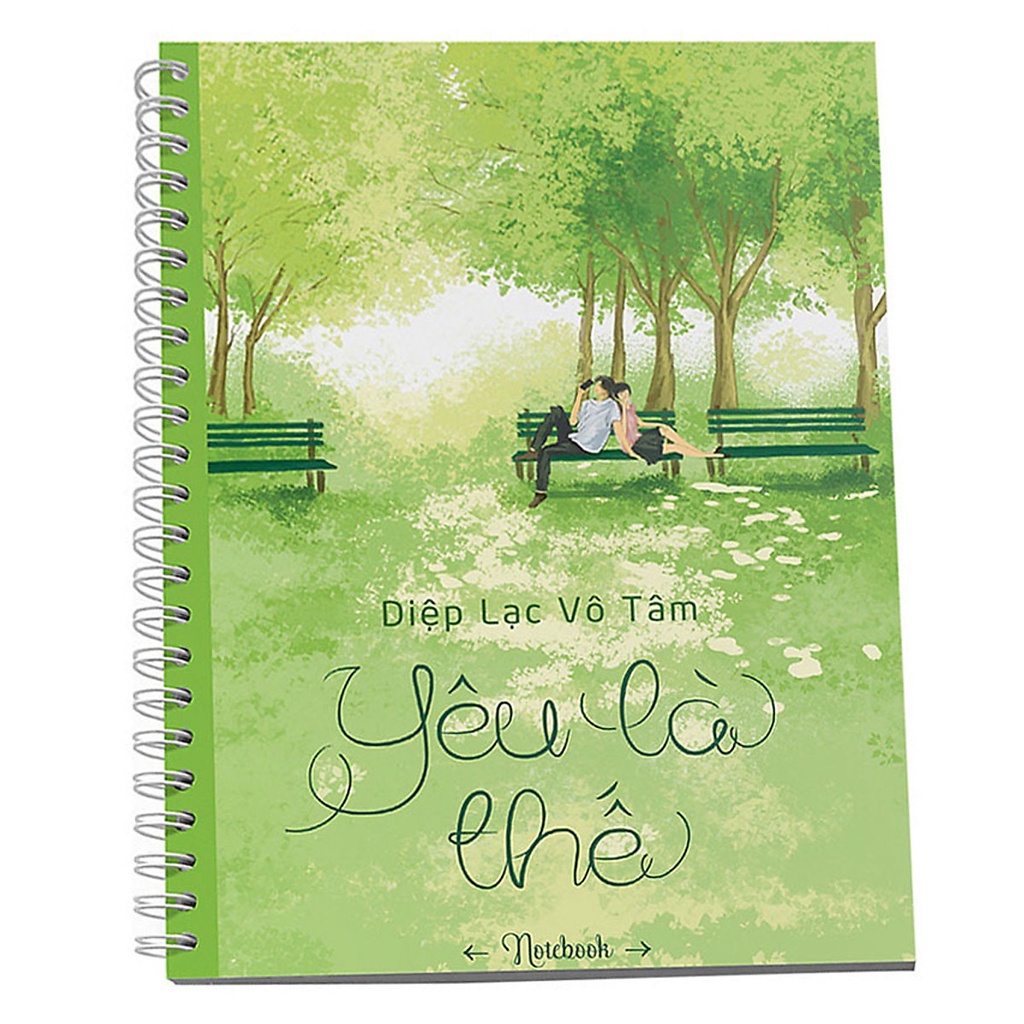 Diệp Lạc Vô Tâm
Yêu là
thế
← Notebook →